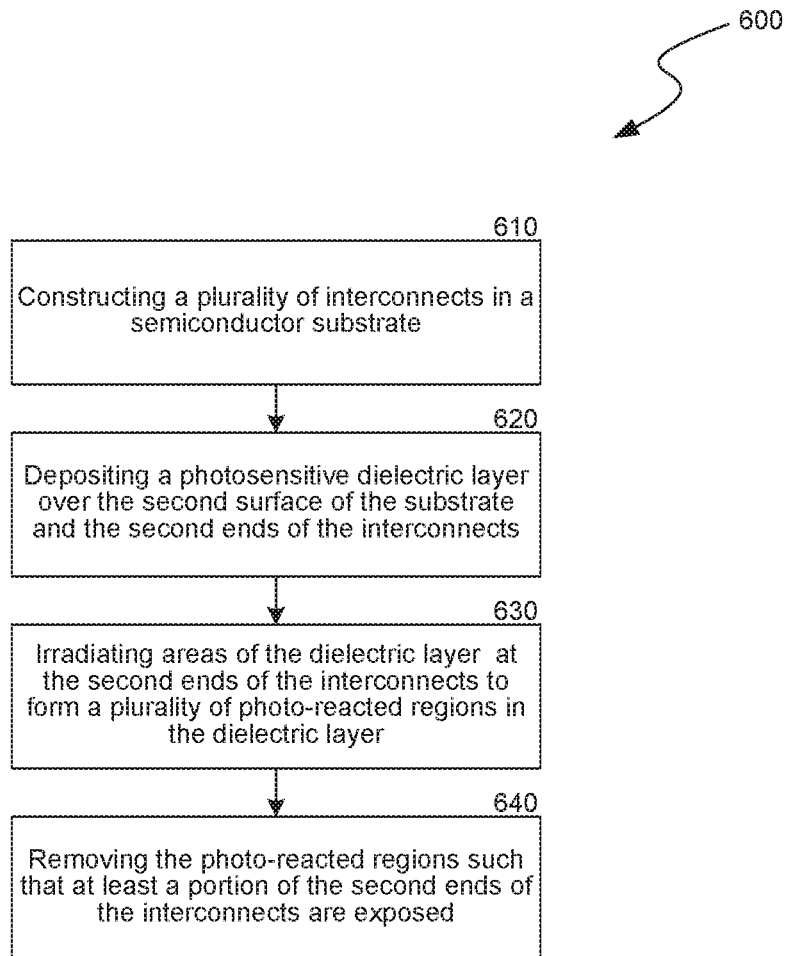 600
610
Constructing a plurality of interconnects in a
semiconductor substrate
620
Depositing a photosensitive dielectric layer
over the second surface of the substrate
and the second ends of the interconnects
630
Irradiating areas of the dielectric layer at
the second ends of the interconnects to
form a plurality of photo-reacted regions in
the dielectric layer
640
Removing the photo-reacted regions such
that at least a portion of the second ends of
the interconnects are exposed